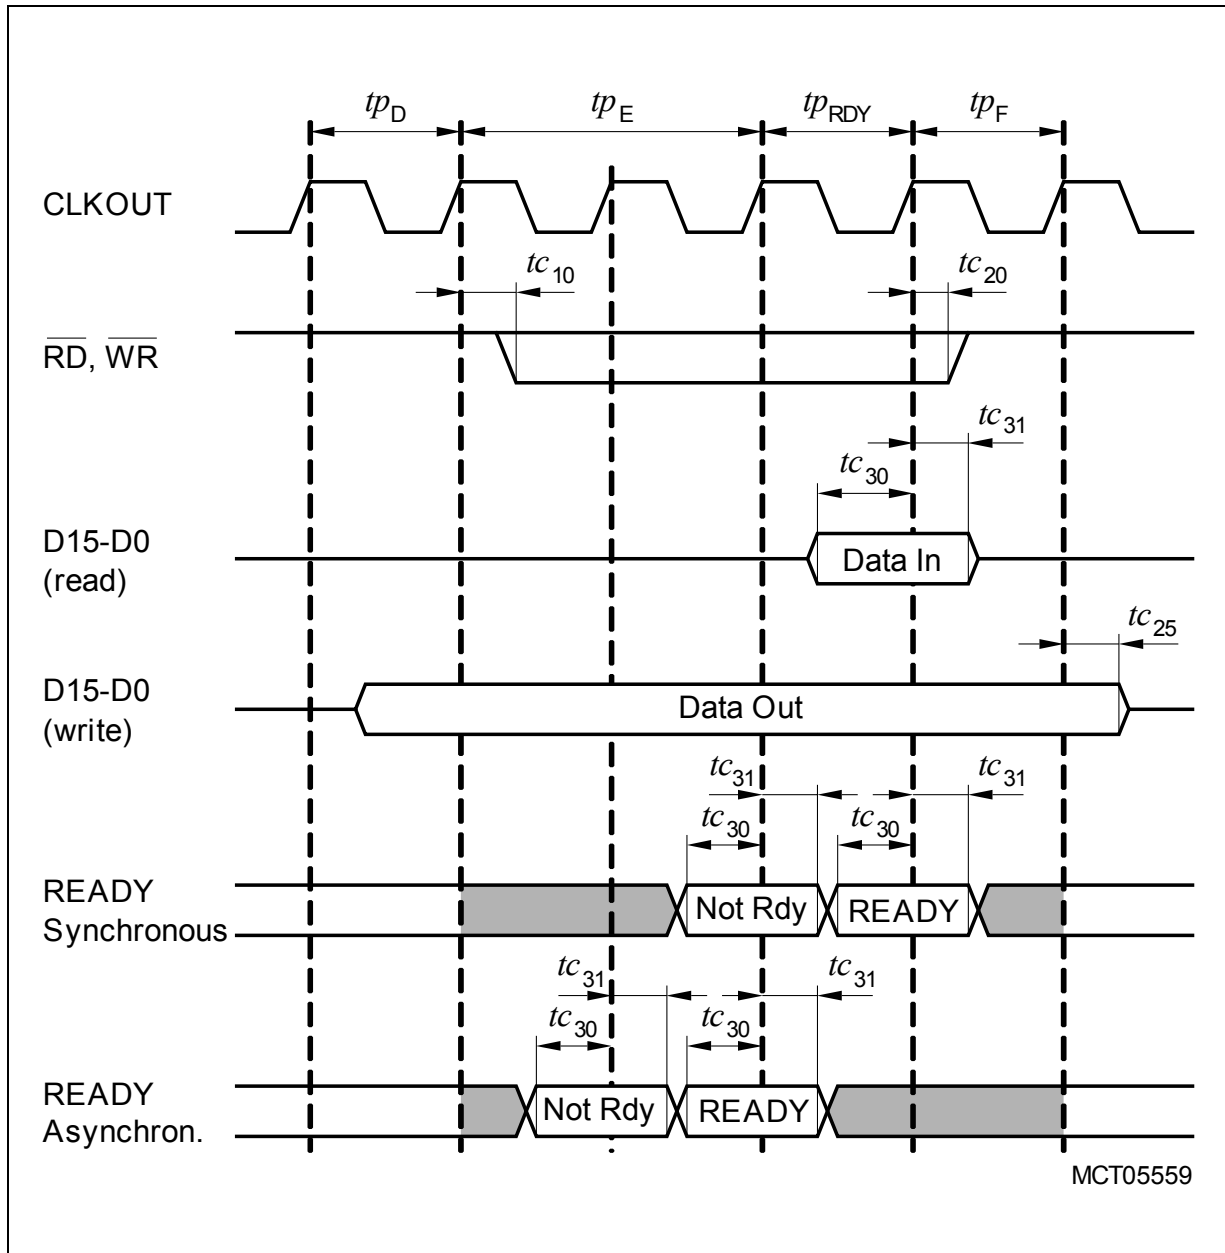 tpD tpE tpRDY tpF
CLKOUT
tc10 tc20
RD, WR
tc31
tc30
D15-D0
(read)
Data In
tc25
D15-D0
(write)
Data Out
tc31 tc31
tc30 tc30
READY
Synchronous
Not Rdy READY
tc31 tc31
tc30 tc30
READY
Asynchron.
Not Rdy READY
MCT05559